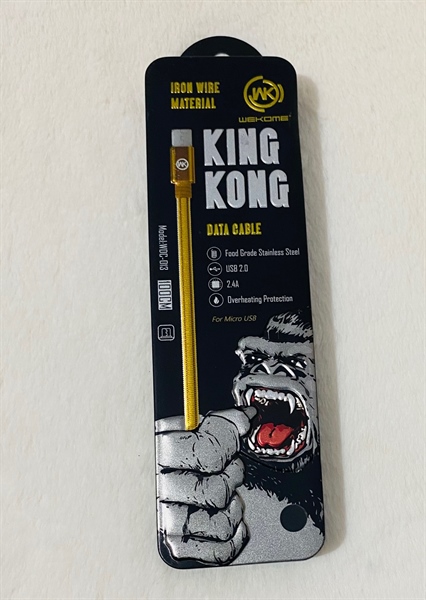 IRON WIRE
MATERIAL
WK
WEKOME
KING
KONG
WK
DATA CABLE
Food Grade Stainless Steel
USB 2.0
2.4A
Overheating Protection
For Micro USB
Model:WDC-013
100CM